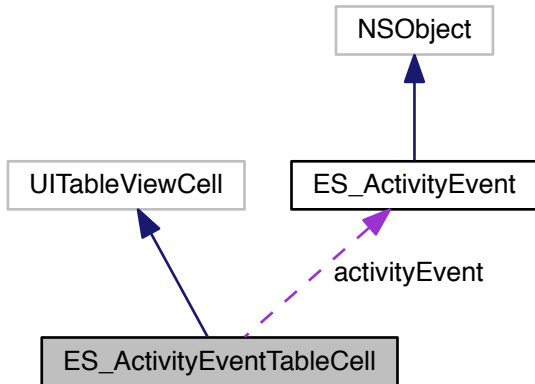 NSObject
UITableViewCell
ES_ActivityEvent
activityEvent
ES_ActivityEventTableCell